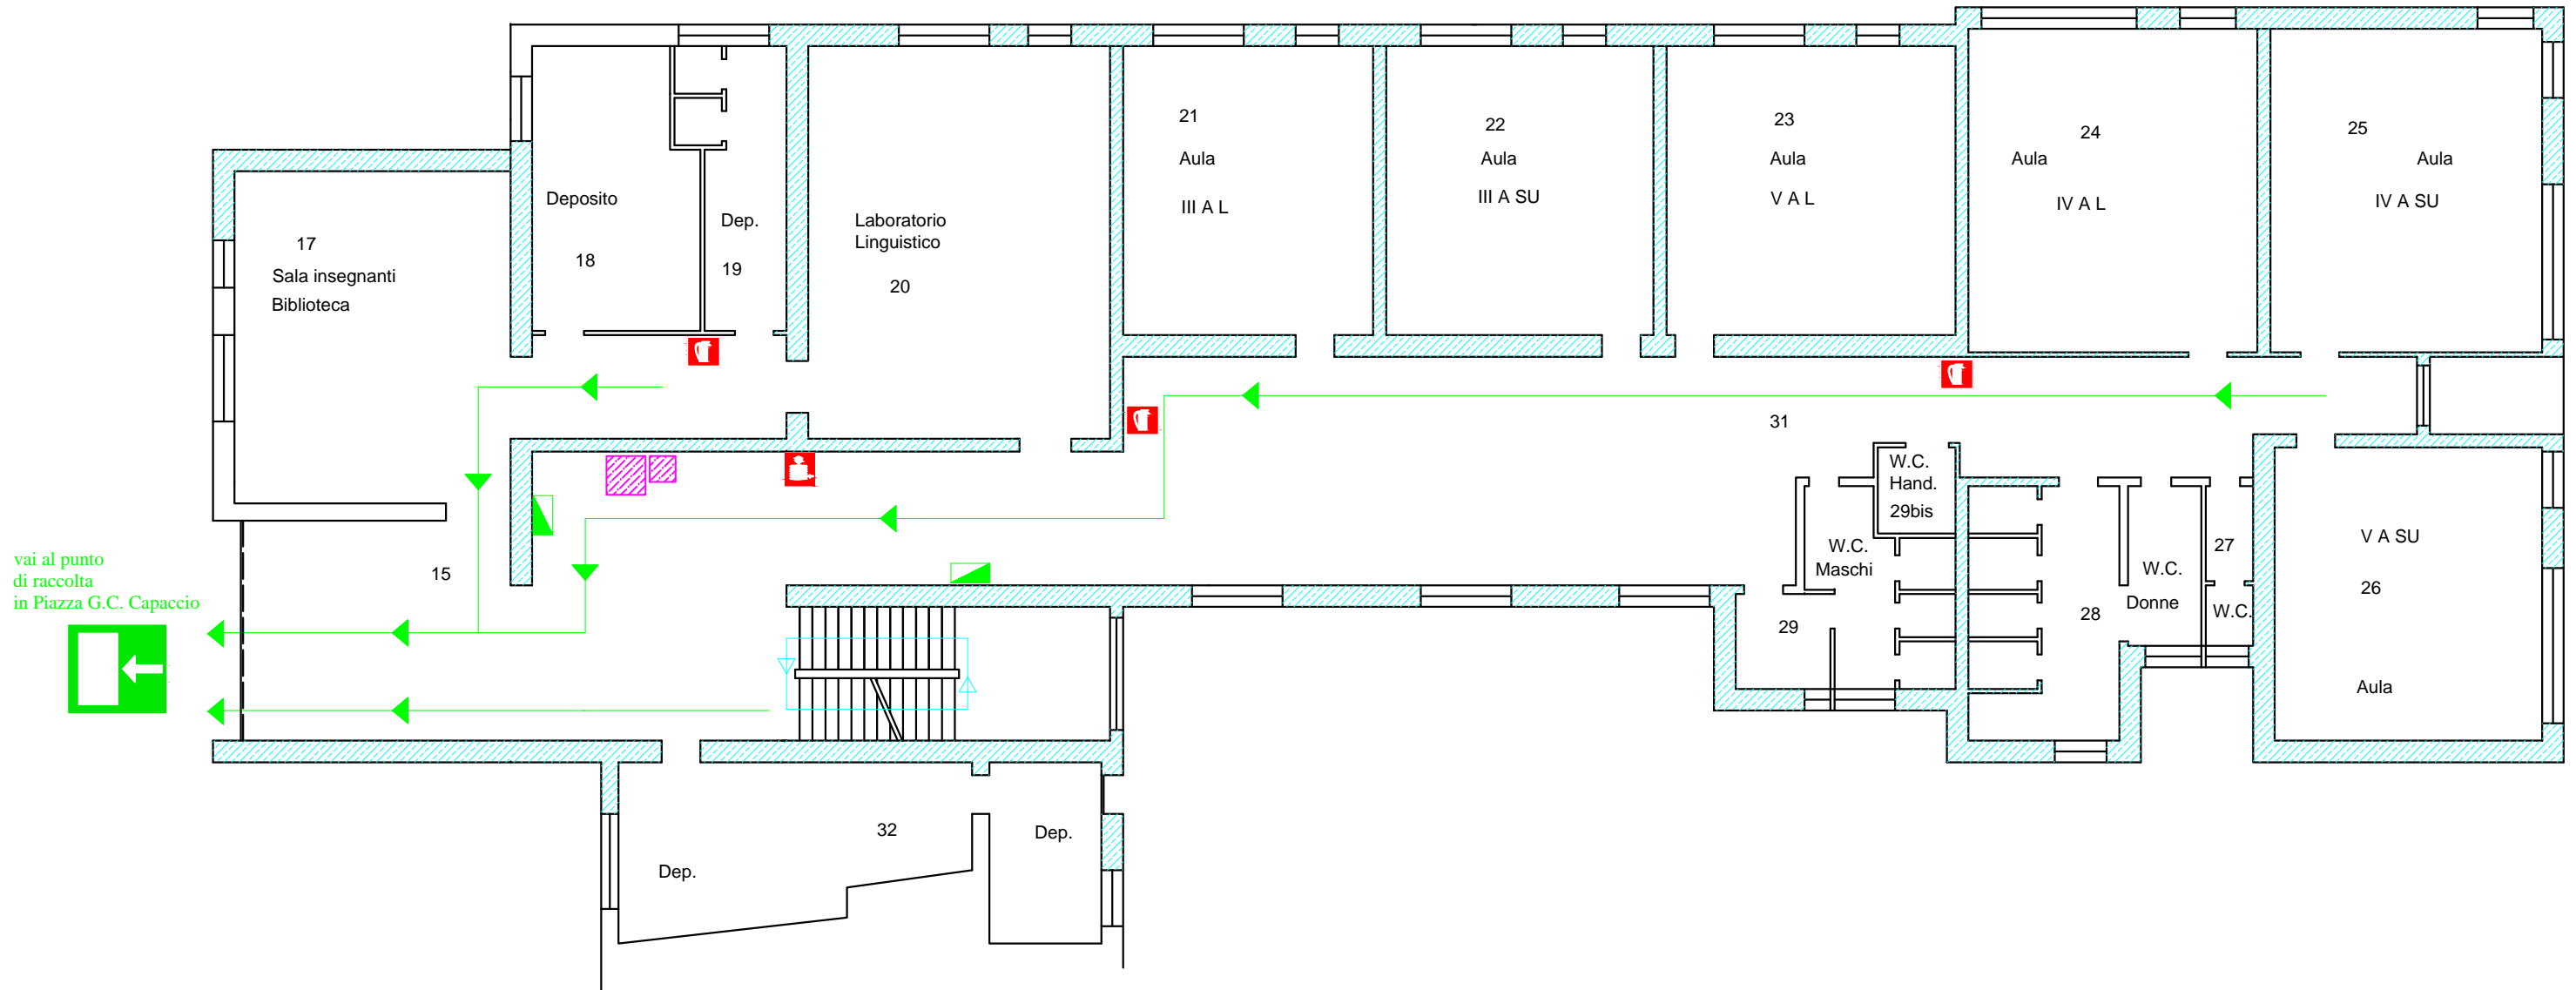 17
Sala insegnanti
Biblioteca
Deposito
18
Dep.
19
Laboratorio
Linguistico
20
21
Aula
III A L
22
Aula
III A SU
23
Aula
V A L
24
Aula
IV A L
25
Aula
IV A SU
31
W.C.
Hand.
29bis
W.C.
Maschi
29
28
W.C.
Donne
27
W.C.
V A SU
26
Aula
15
vai al punto
di raccolta
in Piazza G.C. Capaccio
32
Dep.
Dep.